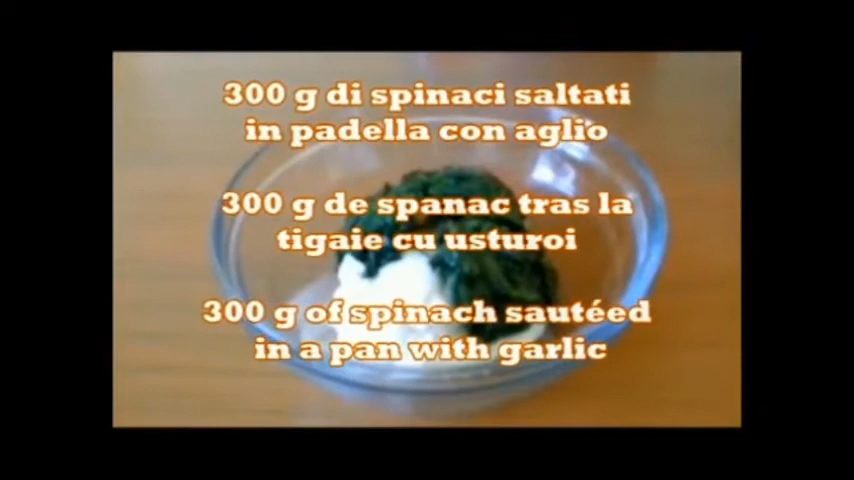 300 g di spinaci saltati
in padella con aglio
300 g de spanac tras la
tigaie cu usturoi
300 g of spinach sautéed
in a pan with garlic